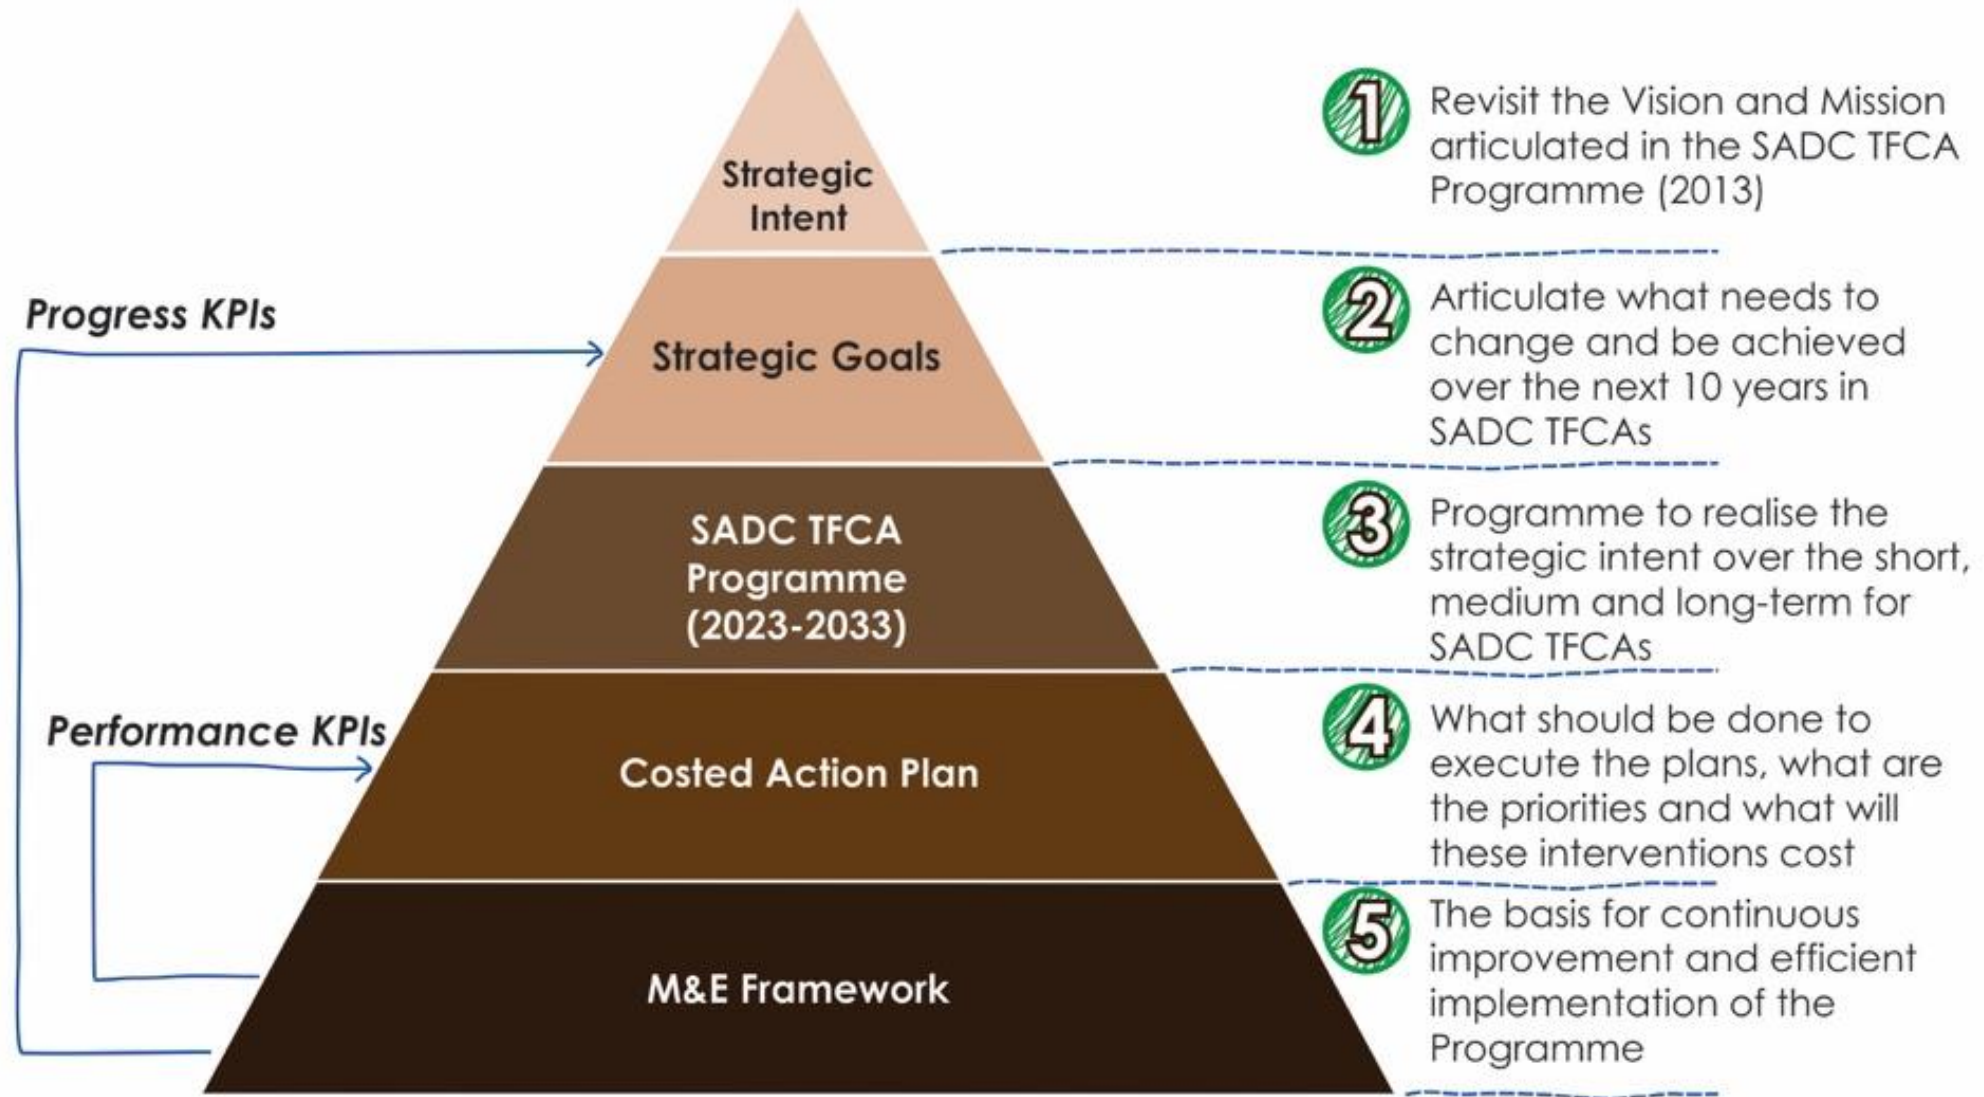 Strategic
Intent
1
Revisit the Vision and Mission
articulated in the SADC TFCA
Programme (2013)
Progress KPIs
Strategic Goals
2
Articulate what needs to
change and be achieved
over the next 10 years in
SADC TFCAs
SADC TFCA
Programme
(2023-2033)
3
Programme to realise the
strategic intent over the short,
medium and long-term for
SADC TFCAs
Performance KPIs
Costed Action Plan
4
What should be done to
execute the plans, what are
the priorities and what will
these interventions cost
M&E Framework
5
The basis for continuous
improvement and efficient
implementation of the
Programme